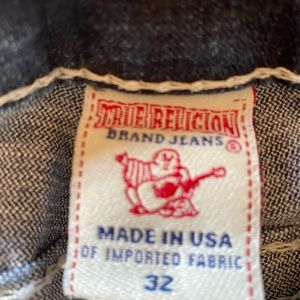 TRUE RELIGION
BRAND JEANS ®
MADE IN USA
OF IMPORTED FABRIC
32